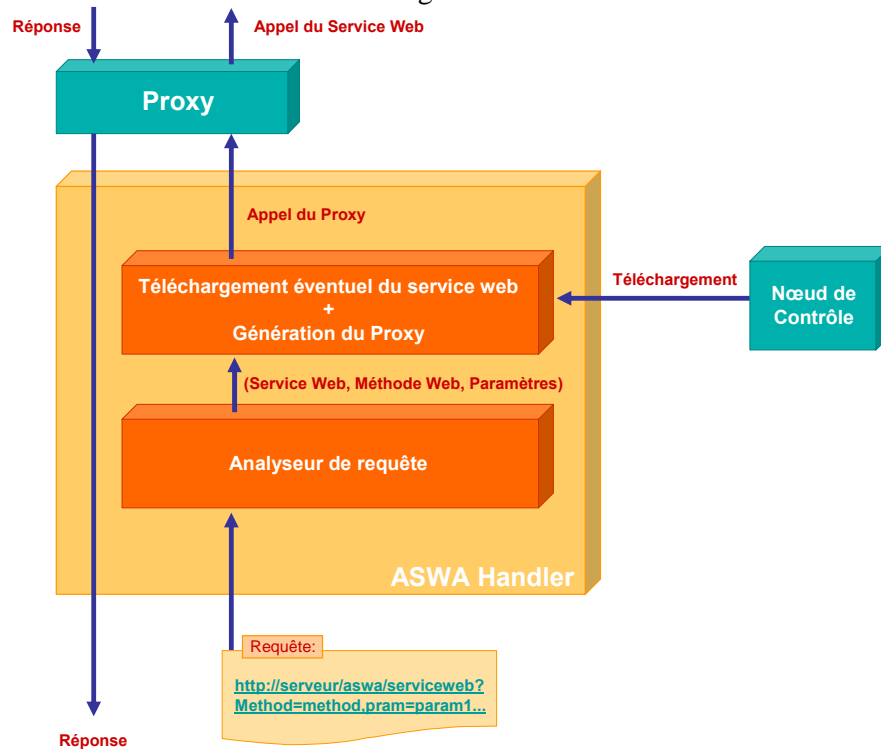 Réponse
Appel du Service Web
Proxy
Appel du Proxy
Téléchargement éventuel du service web
+
Génération du Proxy
Téléchargement
Nœud de
Contrôle
(Service Web, Méthode Web, Paramètres)
Analyseur de requête
ASWA Handler
Requête:
http://serveur/aswa/serviceweb?
Method=method,pram=param1...
Réponse